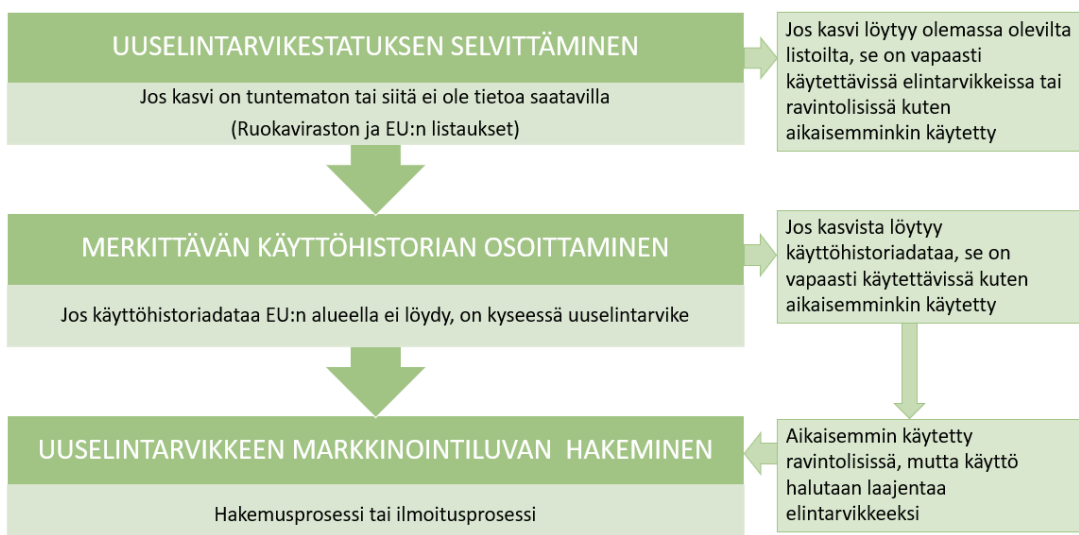 UUSELINTARVIKESTATUKSEN SELVITTÄMINEN
Jos kasvi on tuntematon tai siitä ei ole tietoa saatavilla
(Ruokaviraston ja EU:n listaukset)
Jos kasvi löytyy olemassa olevilta
listoilta, se on vapaasti
käytettävissä elintarvikkeissa tai
ravintolisissä kuten
aikaisemminkin käytetty
MERKITTÄVÄN KÄYTTÖHISTORIAN OSOITTAMINEN
Jos käyttöhistoriadataa EU:n alueella ei löydy, on kyseessä uuselintarvike
Jos kasvista löytyy
käyttöhistoriadataa, se on
vapaasti käytettävissä kuten
aikaisemminkin käytetty
UUSELINTARVIKKEEN MARKKINOINTILUVAN HAKEMINEN
Hakemusprosessi tai ilmoitusprosessi
Aikaisemmin käytetty
ravintolisissä, mutta käyttö
halutaan laajentaa
elintarvikkeeksi